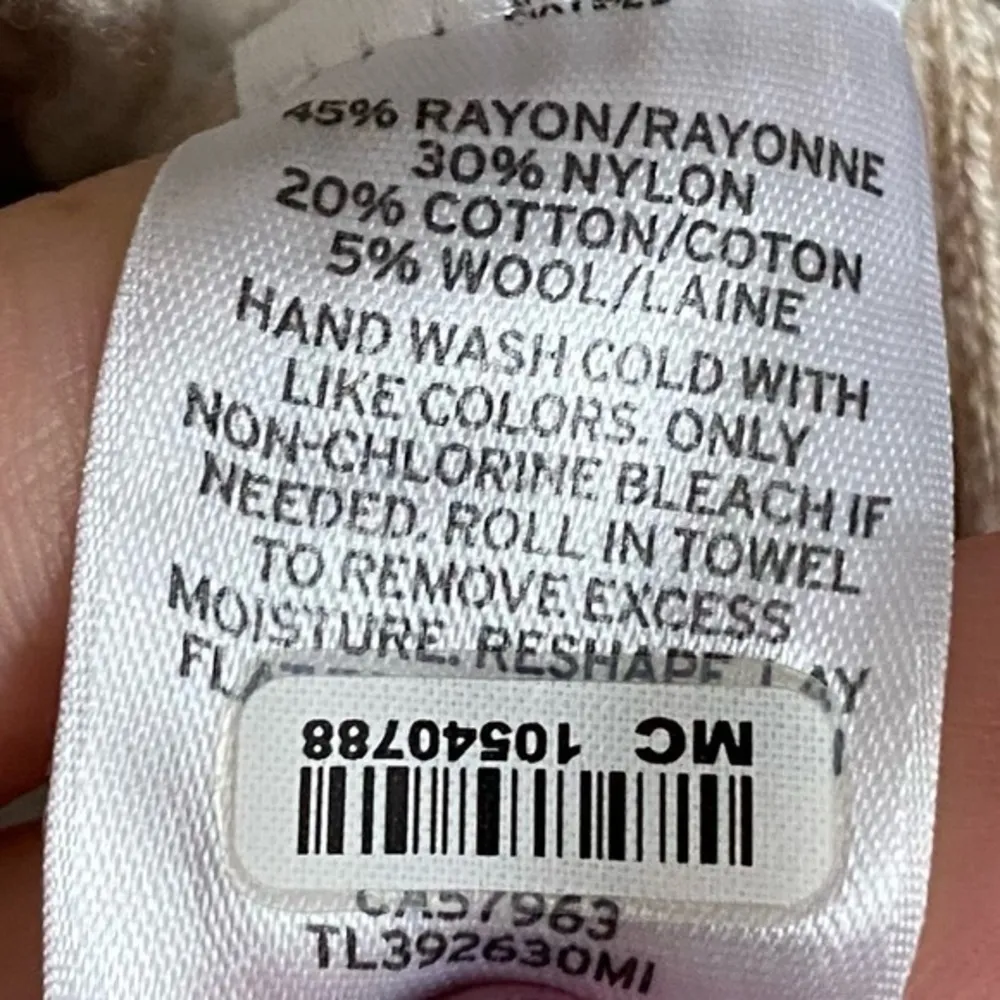 45% RAYON/RAYONNE
30% NYLON
20% COTTON/COTON
5% WOOL/LAINE
HAND WASH COLD WITH
LIKE COLORS. ONLY
NON-CHLORINE BLEACH IF
NEEDED. ROLL IN TOWEL
TO REMOVE EXCESS
MOISTURE. RESHAPE LAY
MC 10540788
CA57963
TL392630MI